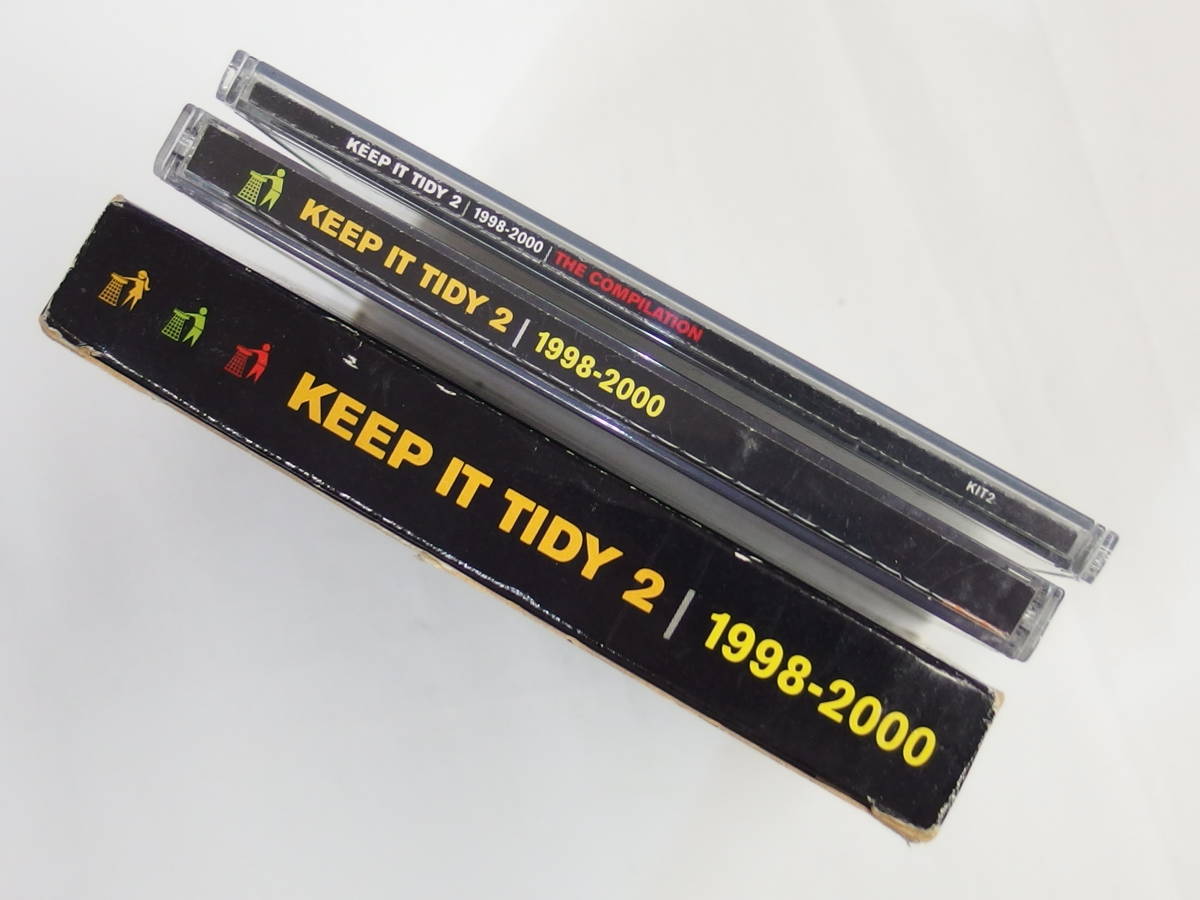 KEEP IT TIDY 2 | 1998-2000 | THE COMPILATION KIT2
KEEP IT TIDY 2 | 1998-2000
KEEP IT TIDY 2 | 1998-2000